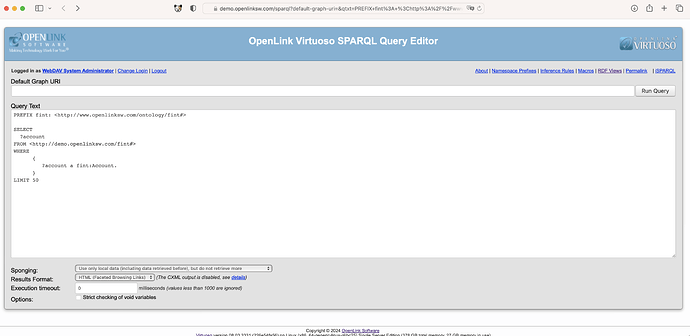 demo.openlinksw.com/sparql?default-graph-uri=&qtxt=PREFIX+fint%3A+%3Chttp%3A%2F%2Fwww
OPENLINK
SOFTWARE
Making Technology Work For You
OpenLink Virtuoso SPARQL Query Editor
OPENLINK
VIRTUOSO
Logged in as WebDAV System Administrator | Change Login | Logout
About | Namespace Prefixes | Inference Rules | Macros | RDF Views | Permalink | iSPARQL
Default Graph URI
Run Query
Query Text
PREFIX fint: <http://www.openlinksw.com/ontology/fint#>
SELECT
?account
FROM <http://demo.openlinksw.com/fint#>
WHERE
{
?account a fint:Account.
}
LIMIT 50
Sponging:
Use only local data (including data retrieved before), but do not retrieve more
Results Format:
HTML (Faceted Browsing Links)
(The CXML output is disabled, see details)
Execution timeout:
0
milliseconds (values less than 1000 are ignored)
Options:
Strict checking of void variables
Copyright © 2024 OpenLink Software